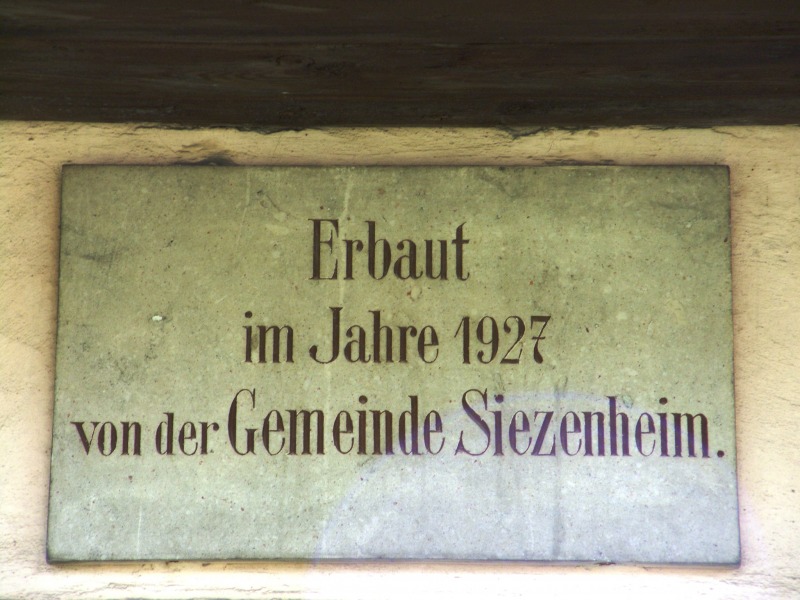 Erbaut
im Jahre 1927
von der Gemeinde Siezenheim.